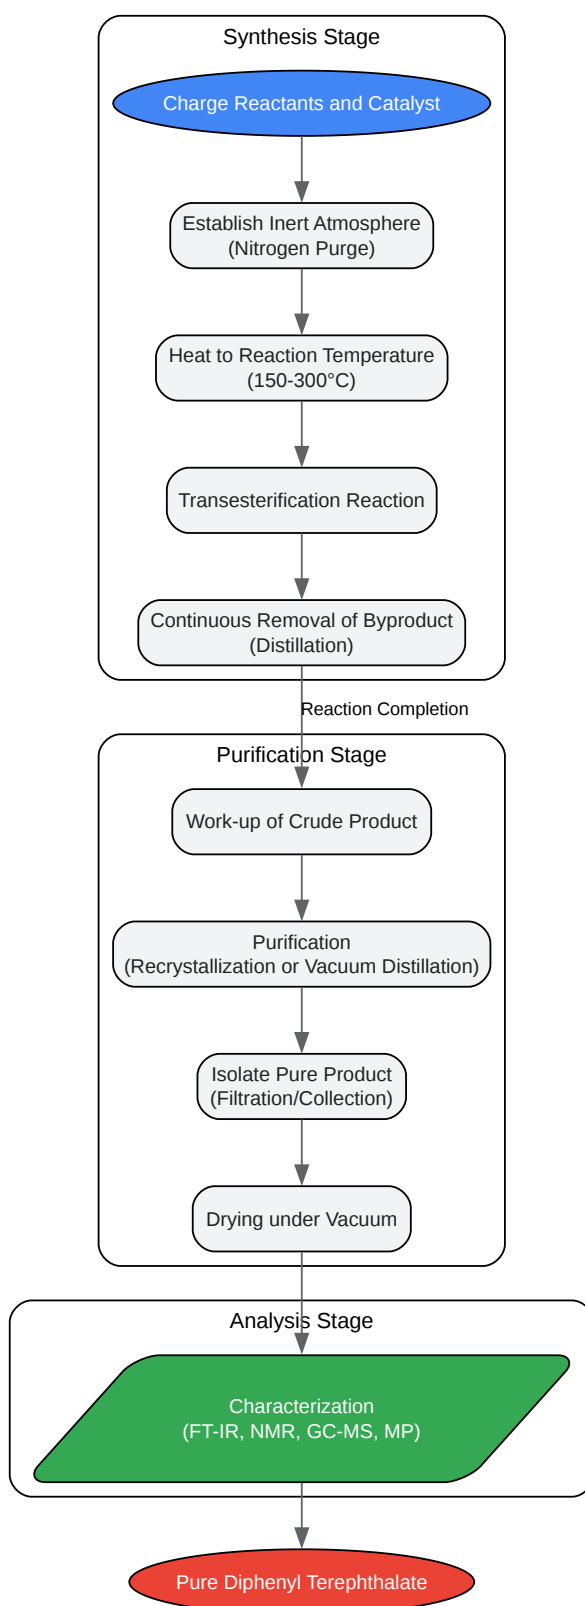 Synthesis Stage
Charge Reactants and Catalyst
Establish Inert Atmosphere
(Nitrogen Purge)
Heat to Reaction Temperature
(150-300°C)
Transesterification Reaction
Continuous Removal of Byproduct
(Distillation)
Reaction Completion
Purification Stage
Work-up of Crude Product
Purification
(Recrystallization or Vacuum Distillation)
Isolate Pure Product
(Filtration/Collection)
Drying under Vacuum
Analysis Stage
Characterization
(FT-IR, NMR, GC-MS, MP)
Pure Diphenyl Terephthalate